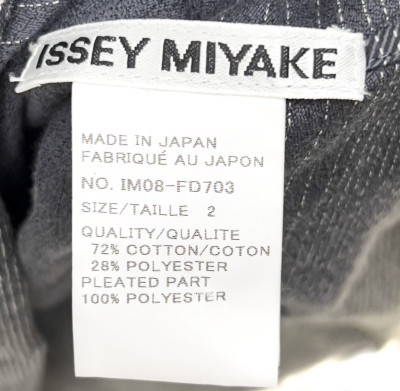 ISSEY MIYAKE
MADE IN JAPAN
FABRIQUÉ AU JAPON
NO. IM08-FD703
SIZE/TAILLE 2
QUALITY/QUALITE
72% COTTON/COTON
28% POLYESTER
PLEATED PART
100% POLYESTER